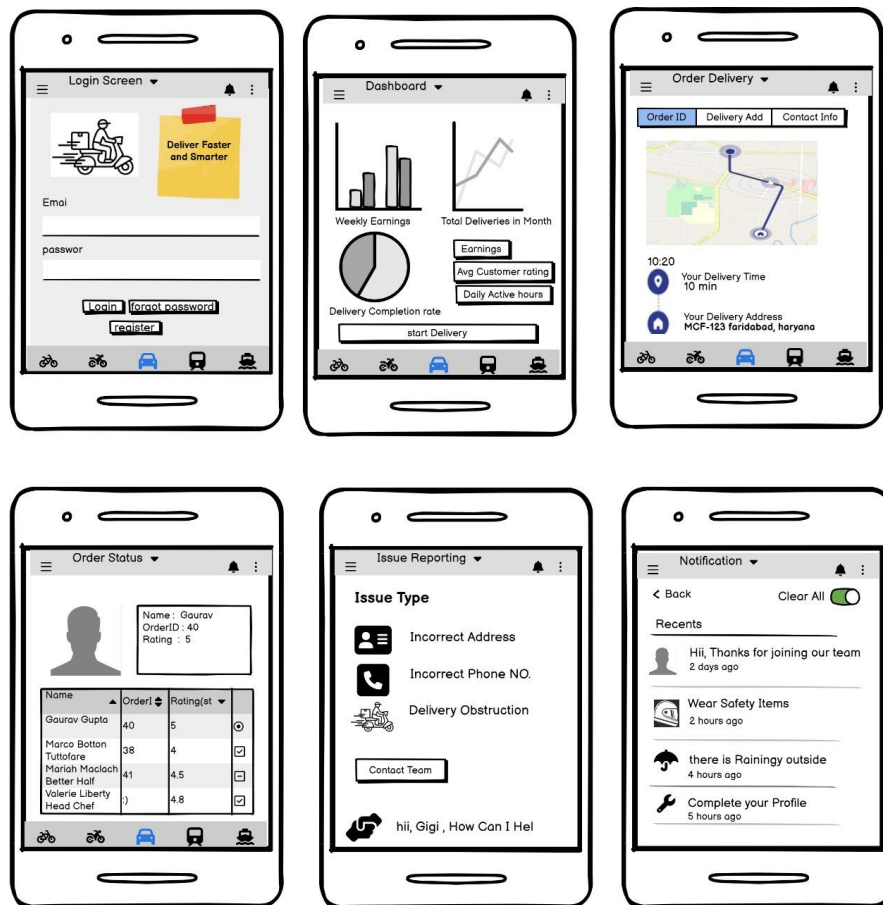 Login Screen
Deliver Faster
and Smarter
Emai
passwor
Login
forgot password
register
Dashboard
Weekly Earnings
Total Deliveries in Month
Earnings
Avg Customer rating
Daily Active hours
Delivery Completion rate
start Delivery
Order Delivery
Order ID
Delivery Add
Contact Info
10:20
Your Delivery Time
10 min
Your Delivery Address
MCF-123 faridabad, haryana
Order Status
Name : Gaurav
OrderID : 40
Rating : 5
Name OrderI Rating(st
Gaurav Gupta 40 5
Marco Botton
Tuttofare 38 4
Mariah Maclach
Better Half 41 4.5
Valerie Liberty
Head Chef :) 4.8
Issue Reporting
Issue Type
Incorrect Address
Incorrect Phone NO.
Delivery Obstruction
Contact Team
hii, Gigi , How Can I Hel
Notification
< Back
Clear All
Recents
Hii, Thanks for joining our team
2 days ago
Wear Safety Items
2 hours ago
there is Rainingy outside
4 hours ago
Complete your Profile
5 hours ago